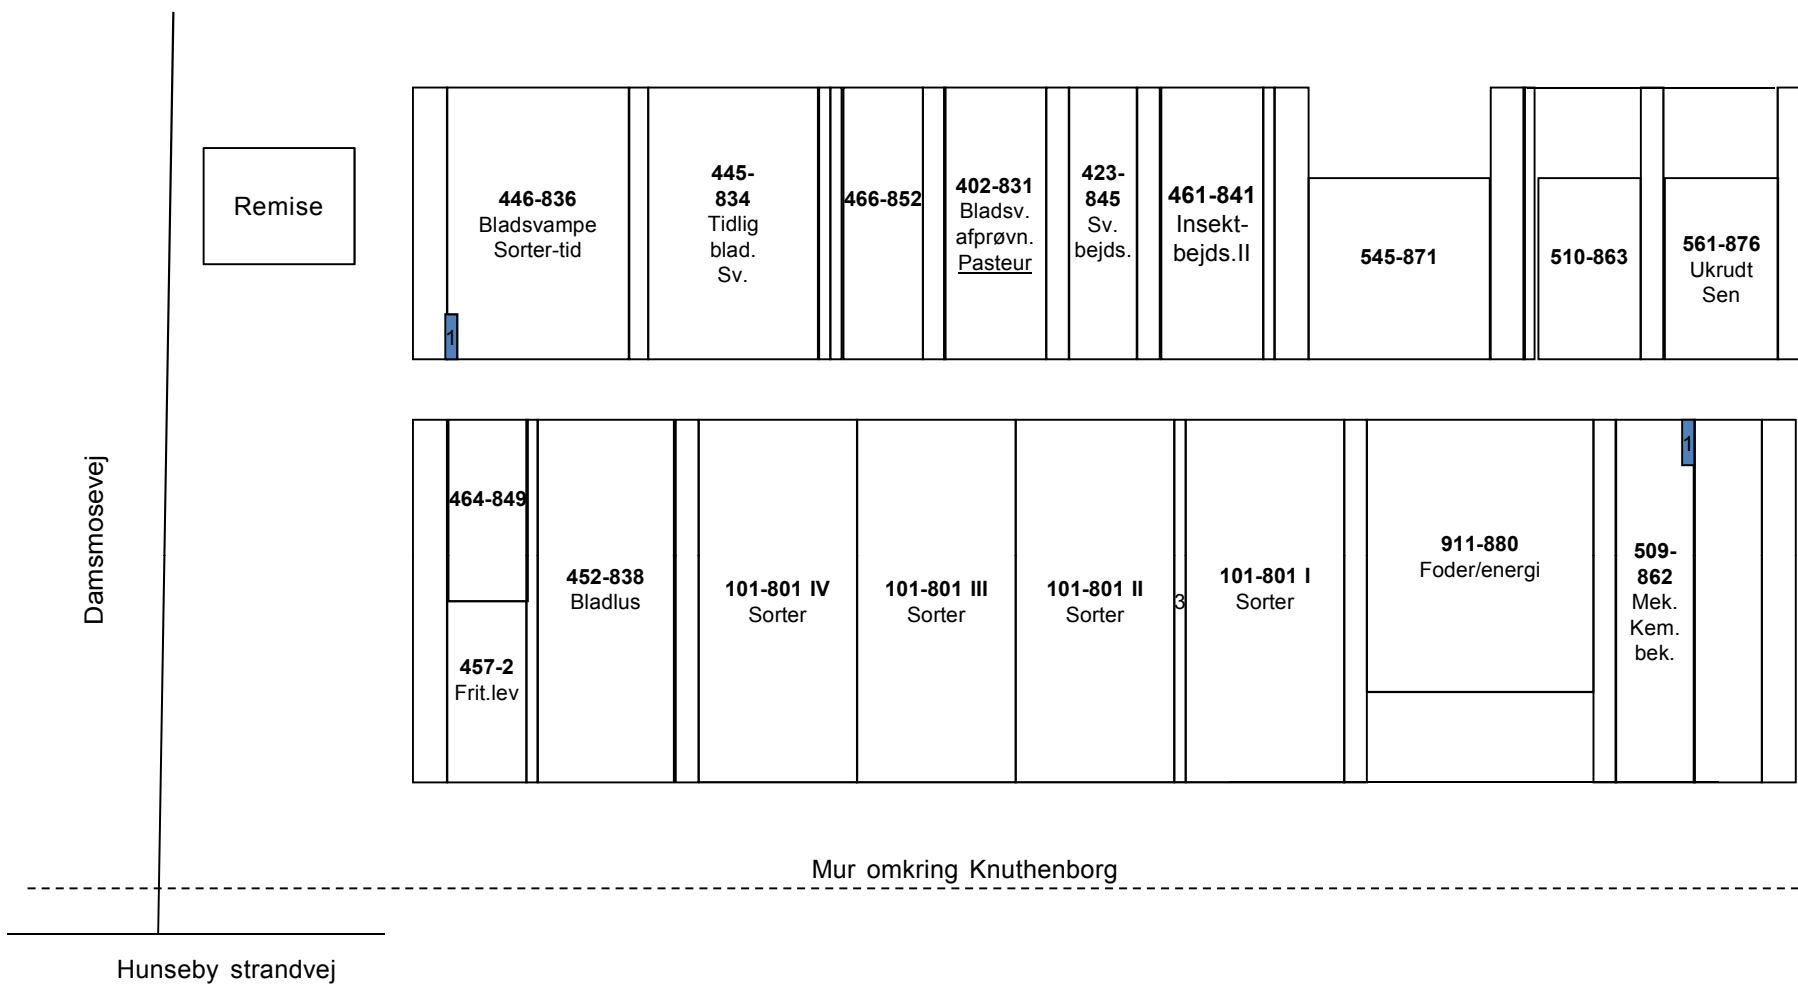 Remise
446-836
Bladsvampe
Sorter-tid
1
445-
834
Tidlig
blad.
Sv.
466-852
402-831
Bladsv.
afprøvn.
Pasteur
423-
845
Sv.
bejds.
461-841
Insekt-
bejds.II
545-871
510-863
561-876
Ukrudt
Sen
Damsmosevej
464-849
457-2
Frit.lev
452-838
Bladlus
101-801 IV
Sorter
101-801 III
Sorter
101-801 II
Sorter
3
101-801 I
Sorter
911-880
Foder/energi
509-
862
Mek.
Kem.
bek.
1
Mur omkring Knuthenborg
Hunseby strandvej